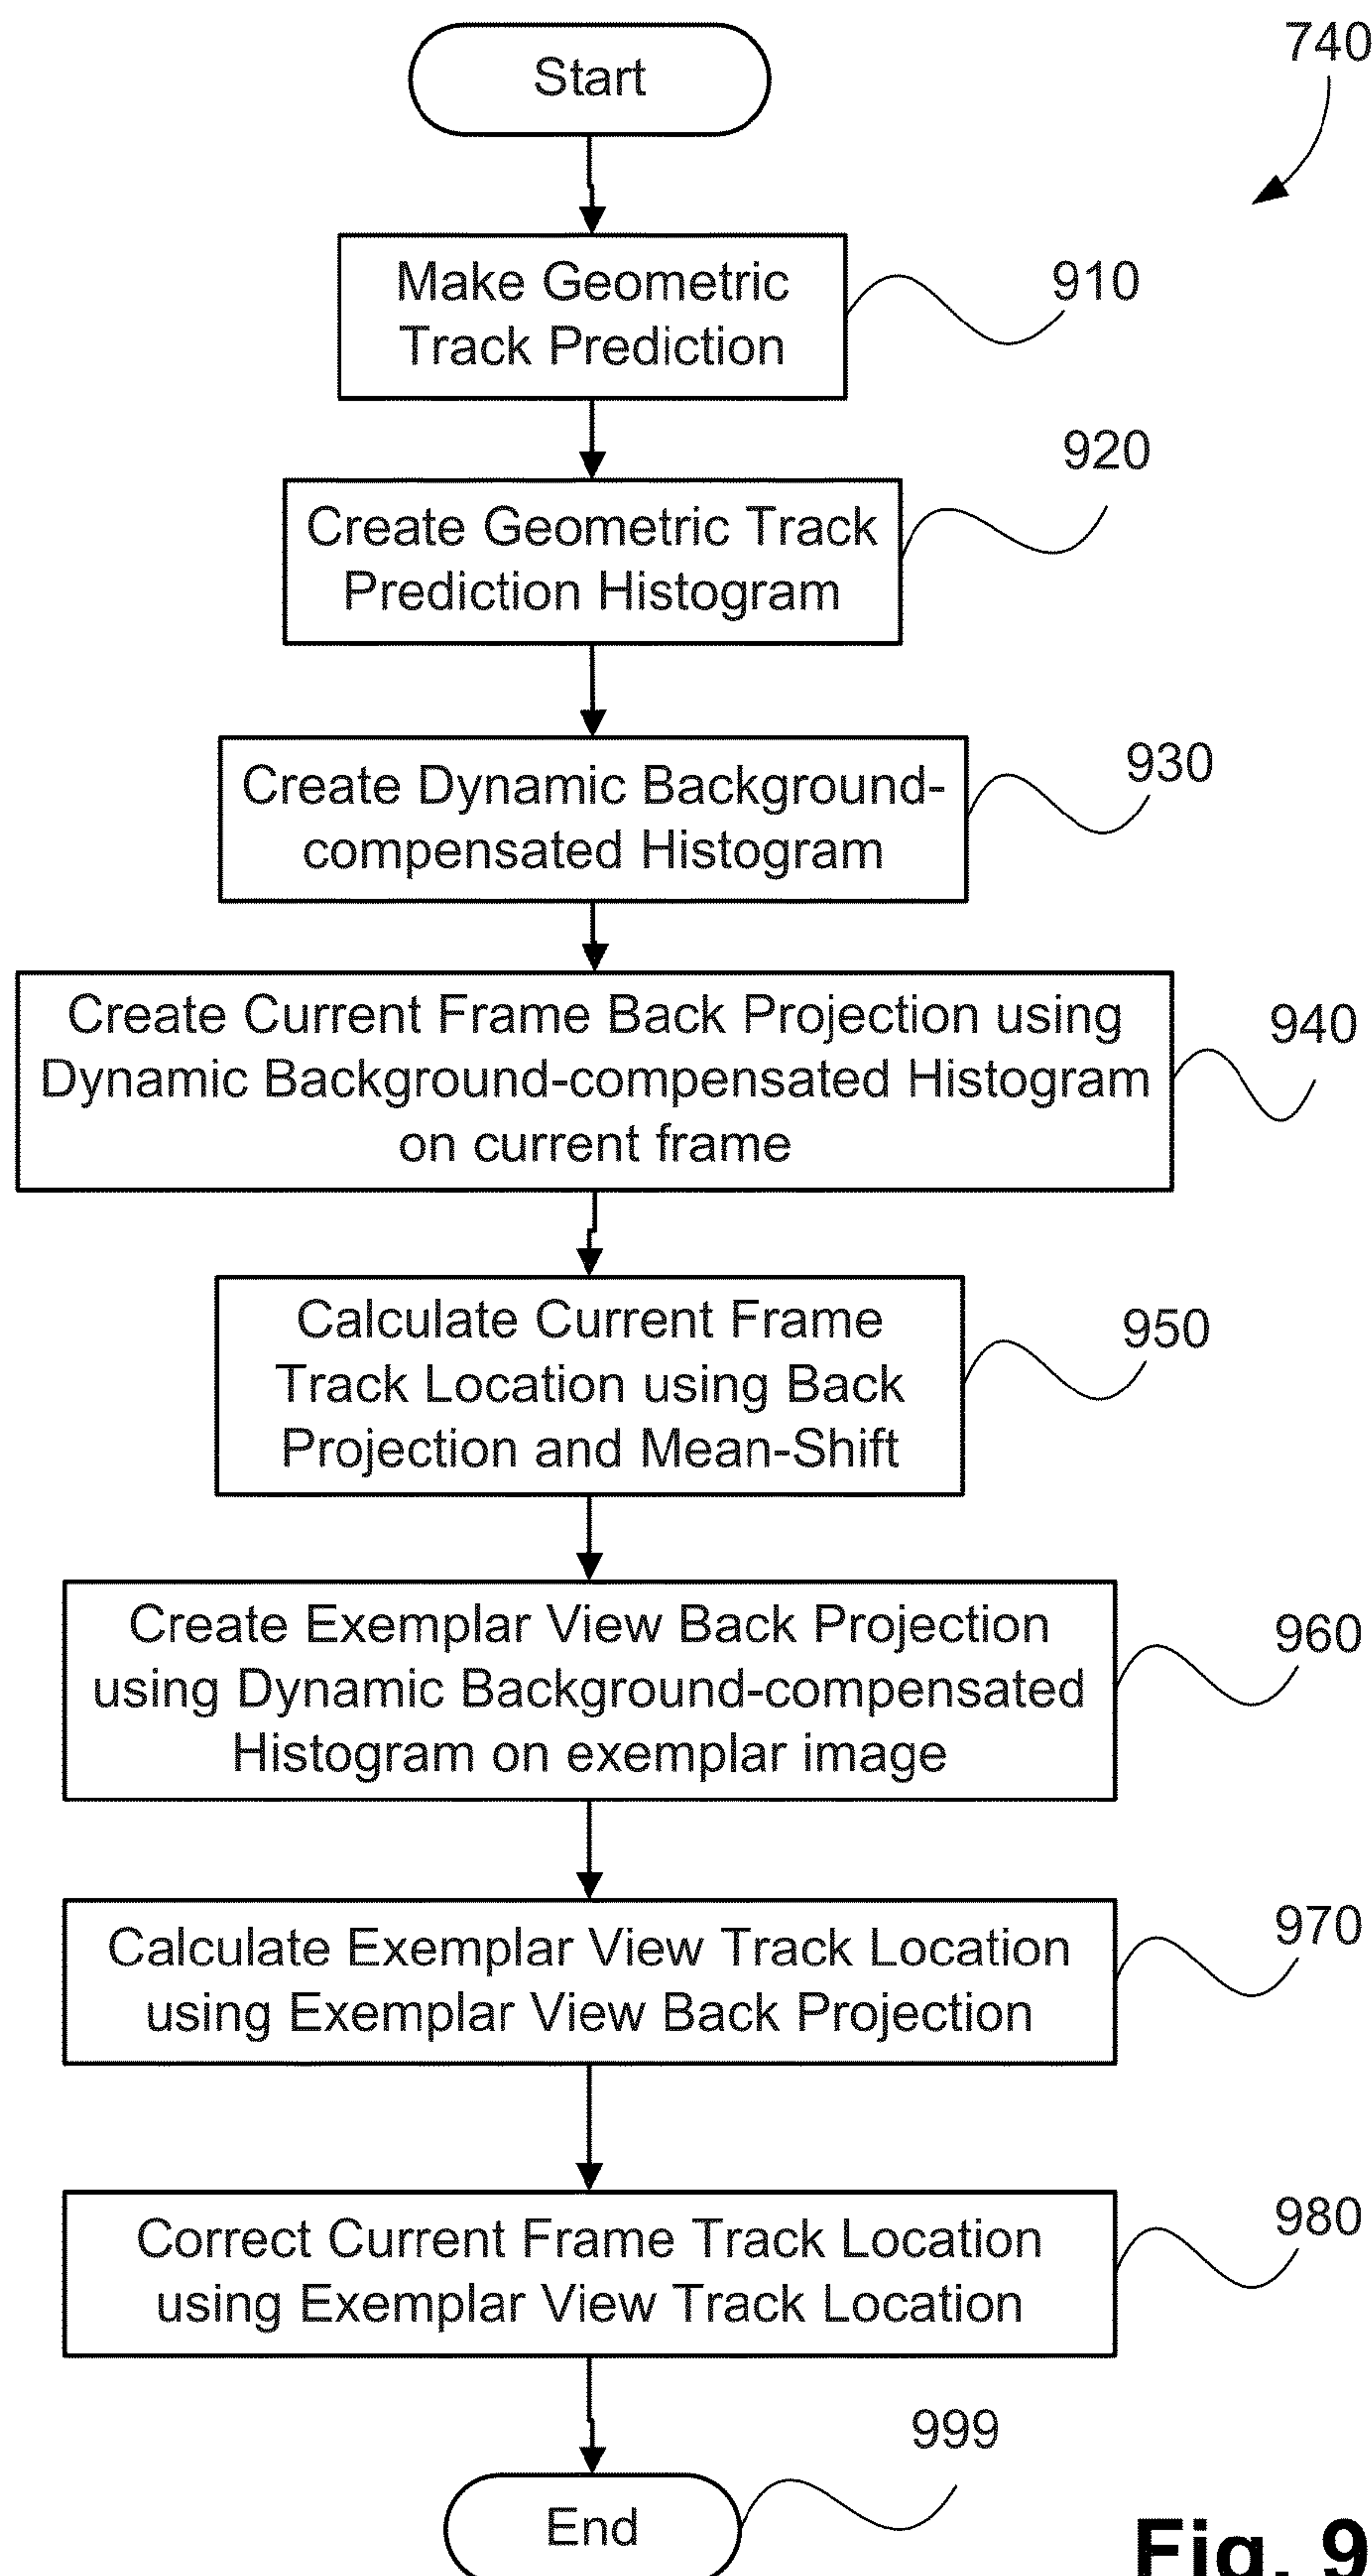 740
Start
Make Geometric
Track Prediction
910
920
Create Geometric Track
Prediction Histogram
930
Create Dynamic Background-
compensated Histogram
940
Create Current Frame Back Projection using
Dynamic Background-compensated Histogram
on current frame
950
Calculate Current Frame
Track Location using Back
Projection and Mean-Shift
960
Create Exemplar View Back Projection
using Dynamic Background-compensated
Histogram on exemplar image
970
Calculate Exemplar View Track Location
using Exemplar View Back Projection
980
Correct Current Frame Track Location
using Exemplar View Track Location
999
End
Fig. 9